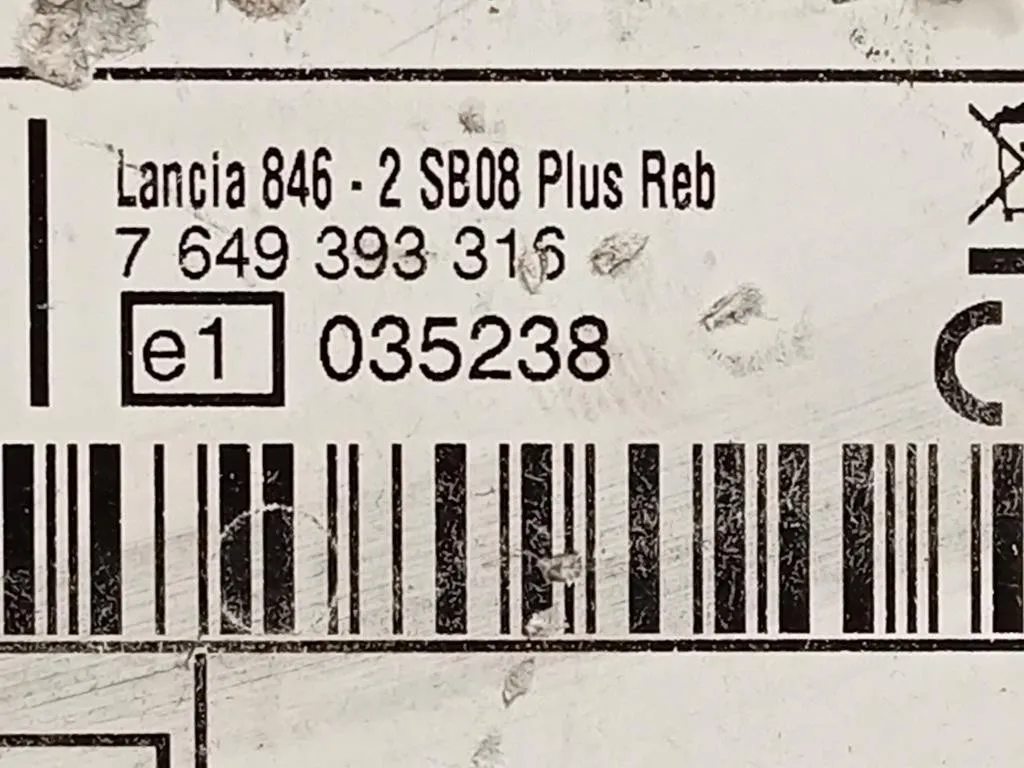 Lancia 846 - 2 SB08 Plus Reb
7 649 393 316
e1 035238